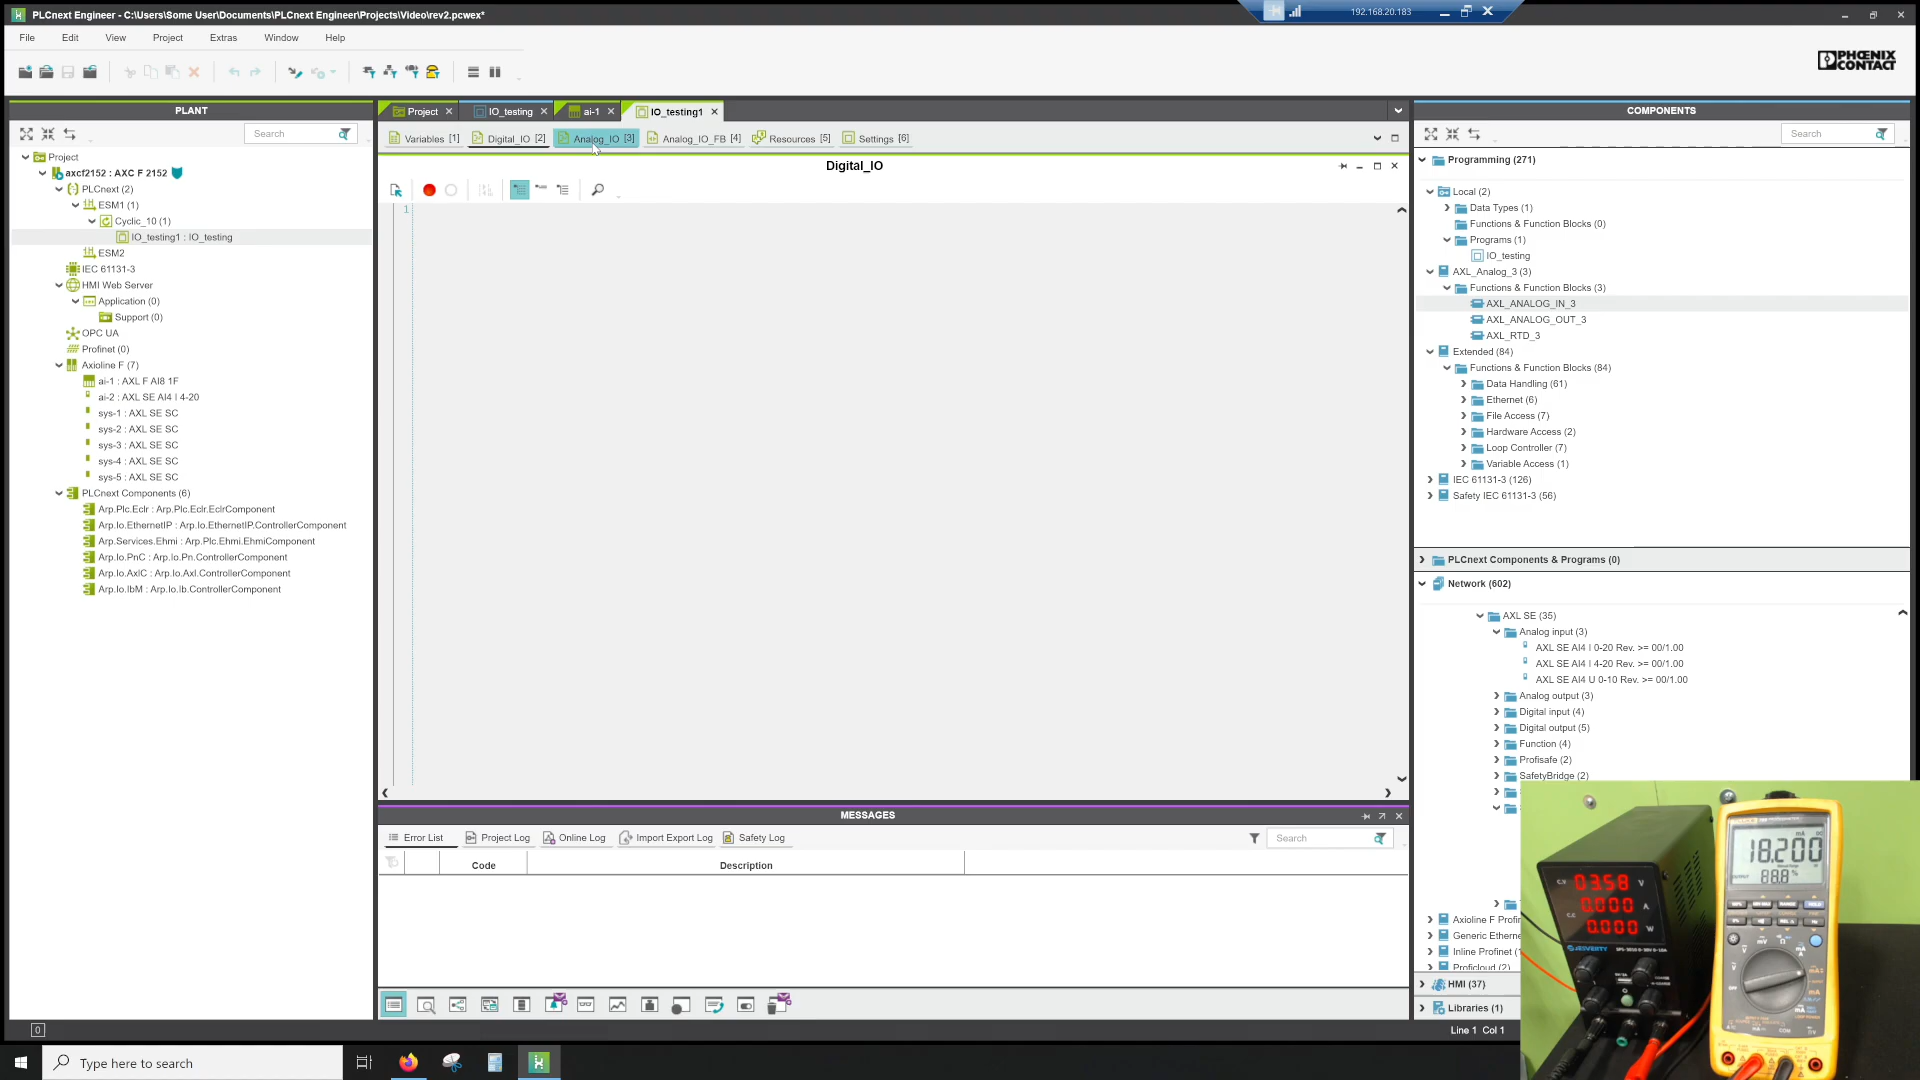 PLCnext Engineer - C:\Users\Some User\Documents\PLCnext Engineer\Projects\Video\rev2.pcwex*
192.168.20.183
File Edit View Project Extras Window Help
PHŒNIX CONTACT
PLANT
Search
Project
axcf2152 : AXC F 2152
PLCnext (2)
ESM1 (1)
Cyclic_10 (1)
IO_testing1 : IO_testing
ESM2
IEC 61131-3
HMI Web Server
Application (0)
Support (0)
OPC UA
Profinet (0)
Axioline F (7)
ai-1 : AXL F AI8 1F
ai-2 : AXL SE AI4 I 4-20
sys-1 : AXL SE SC
sys-2 : AXL SE SC
sys-3 : AXL SE SC
sys-4 : AXL SE SC
sys-5 : AXL SE SC
PLCnext Components (6)
Arp.Plc.Eclr : Arp.Plc.Eclr.EclrComponent
Arp.Io.EthernetIP : Arp.Io.EthernetIP.ControllerComponent
Arp.Services.Ehmi : Arp.Plc.Ehmi.EhmiComponent
Arp.Io.PnC : Arp.Io.Pn.ControllerComponent
Arp.Io.AxlC : Arp.Io.Axl.ControllerComponent
Arp.Io.IbM : Arp.Io.Ib.ControllerComponent
Project IO_testing ai-1 IO_testing1
Variables [1] Digital_IO [2] Analog_IO [3] Analog_IO_FB [4] Resources [5] Settings [6]
Digital_IO
1
MESSAGES
Error List Project Log Online Log Import Export Log Safety Log Search
Code Description
COMPONENTS
Search
Programming (271)
Local (2)
Data Types (1)
Functions & Function Blocks (0)
Programs (1)
IO_testing
AXL_Analog_3 (3)
Functions & Function Blocks (3)
AXL_ANALOG_IN_3
AXL_ANALOG_OUT_3
AXL_RTD_3
Extended (84)
Functions & Function Blocks (84)
Data Handling (61)
Ethernet (6)
File Access (7)
Hardware Access (2)
Loop Controller (7)
Variable Access (1)
IEC 61131-3 (126)
Safety IEC 61131-3 (56)
PLCnext Components & Programs (0)
Network (602)
AXL SE (35)
Analog input (3)
AXL SE AI4 I 0-20 Rev. >= 00/1.00
AXL SE AI4 I 4-20 Rev. >= 00/1.00
AXL SE AI4 U 0-10 Rev. >= 00/1.00
Analog output (3)
Digital input (4)
Digital output (5)
Function (4)
Profisafe (2)
SafetyBridge (2)
Axioline F Profin
Generic Etherne
Inline Profinet (
Proficloud (2)
HMI (37)
Libraries (1)
Line 1 Col 1
03.58 V
0.000 A
0.000 W
18.200
mA
88.8 %
0
Type here to search